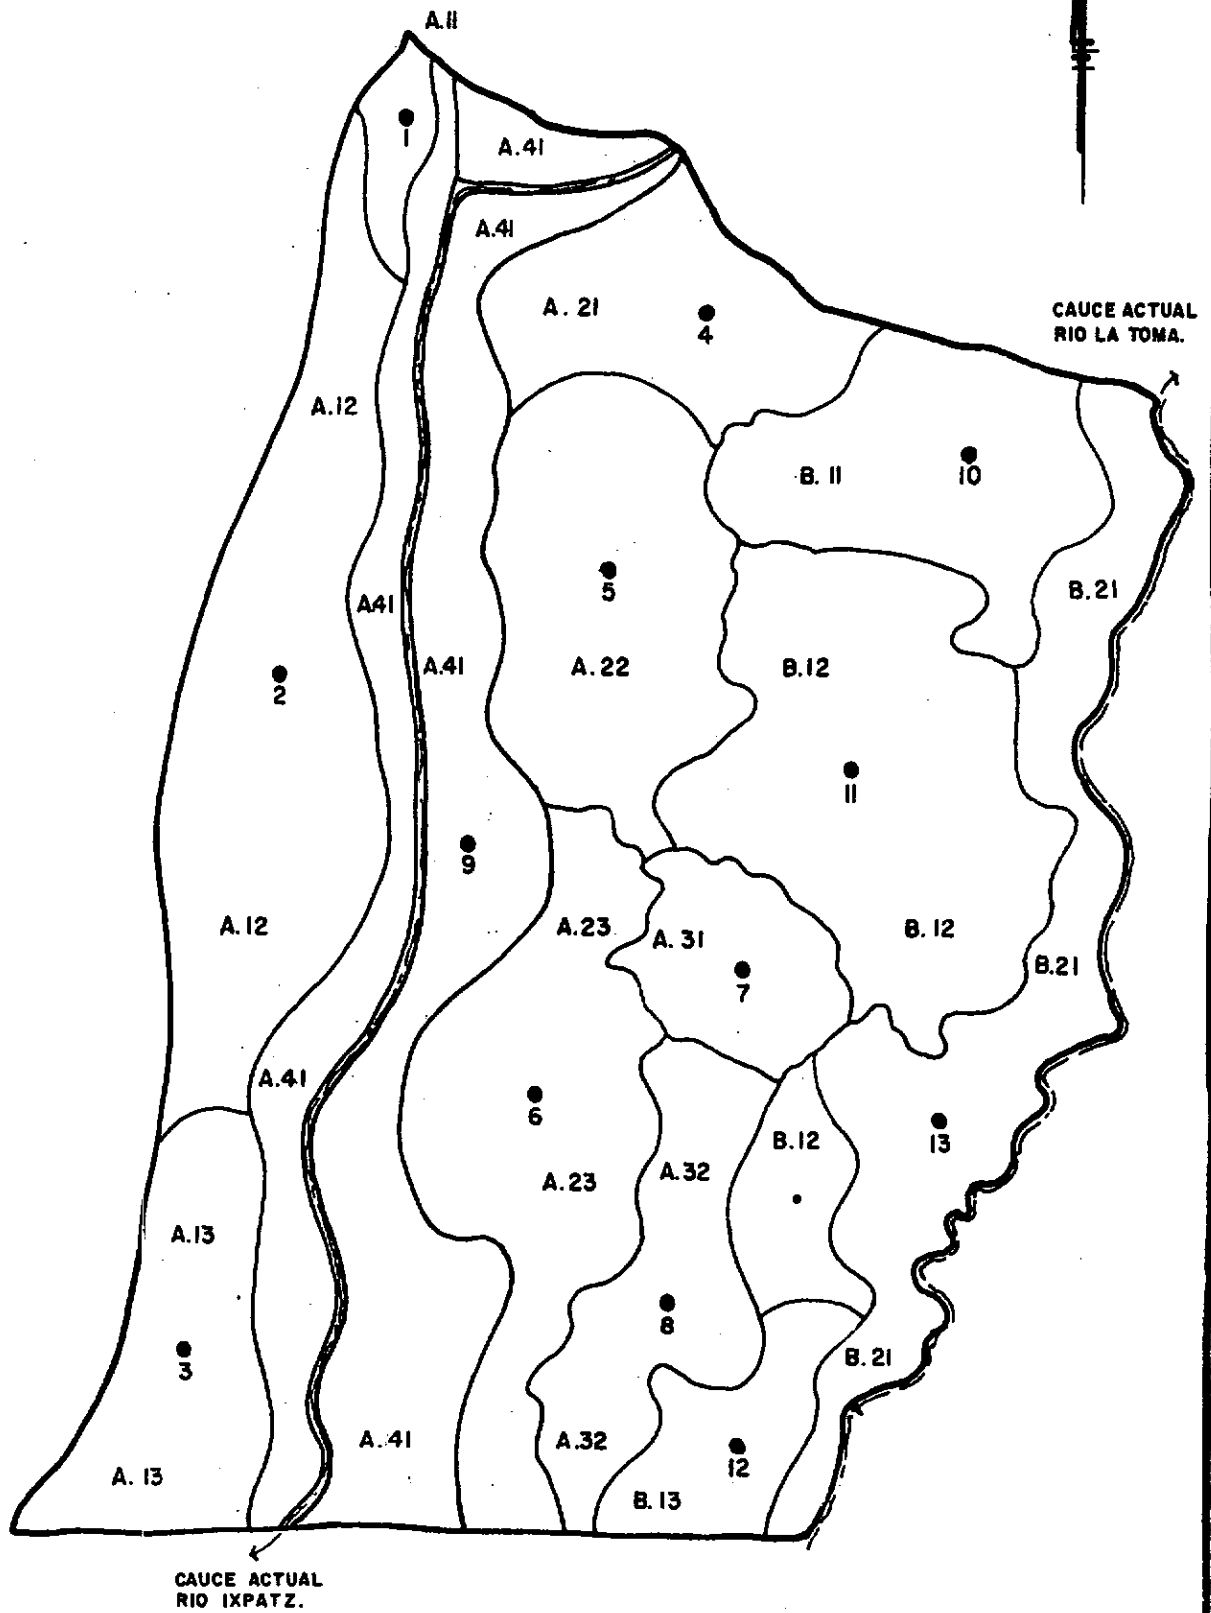 A.11
1
A.41
A.41
A. 21
4
CAUCE ACTUAL
RIO LA TOMA.
A.12
B. 11
10
5
A41
B.21
A.41
A. 22
B.12
2
11
9
A.12
A.23
A. 31
B. 12
7
B.21
A.41
6
B.12
13
A.32
A.23
A.13
8
3
B.21
A.41
A.32
12
A. 13
B.13
CAUCE ACTUAL
RIO IXPATZ.